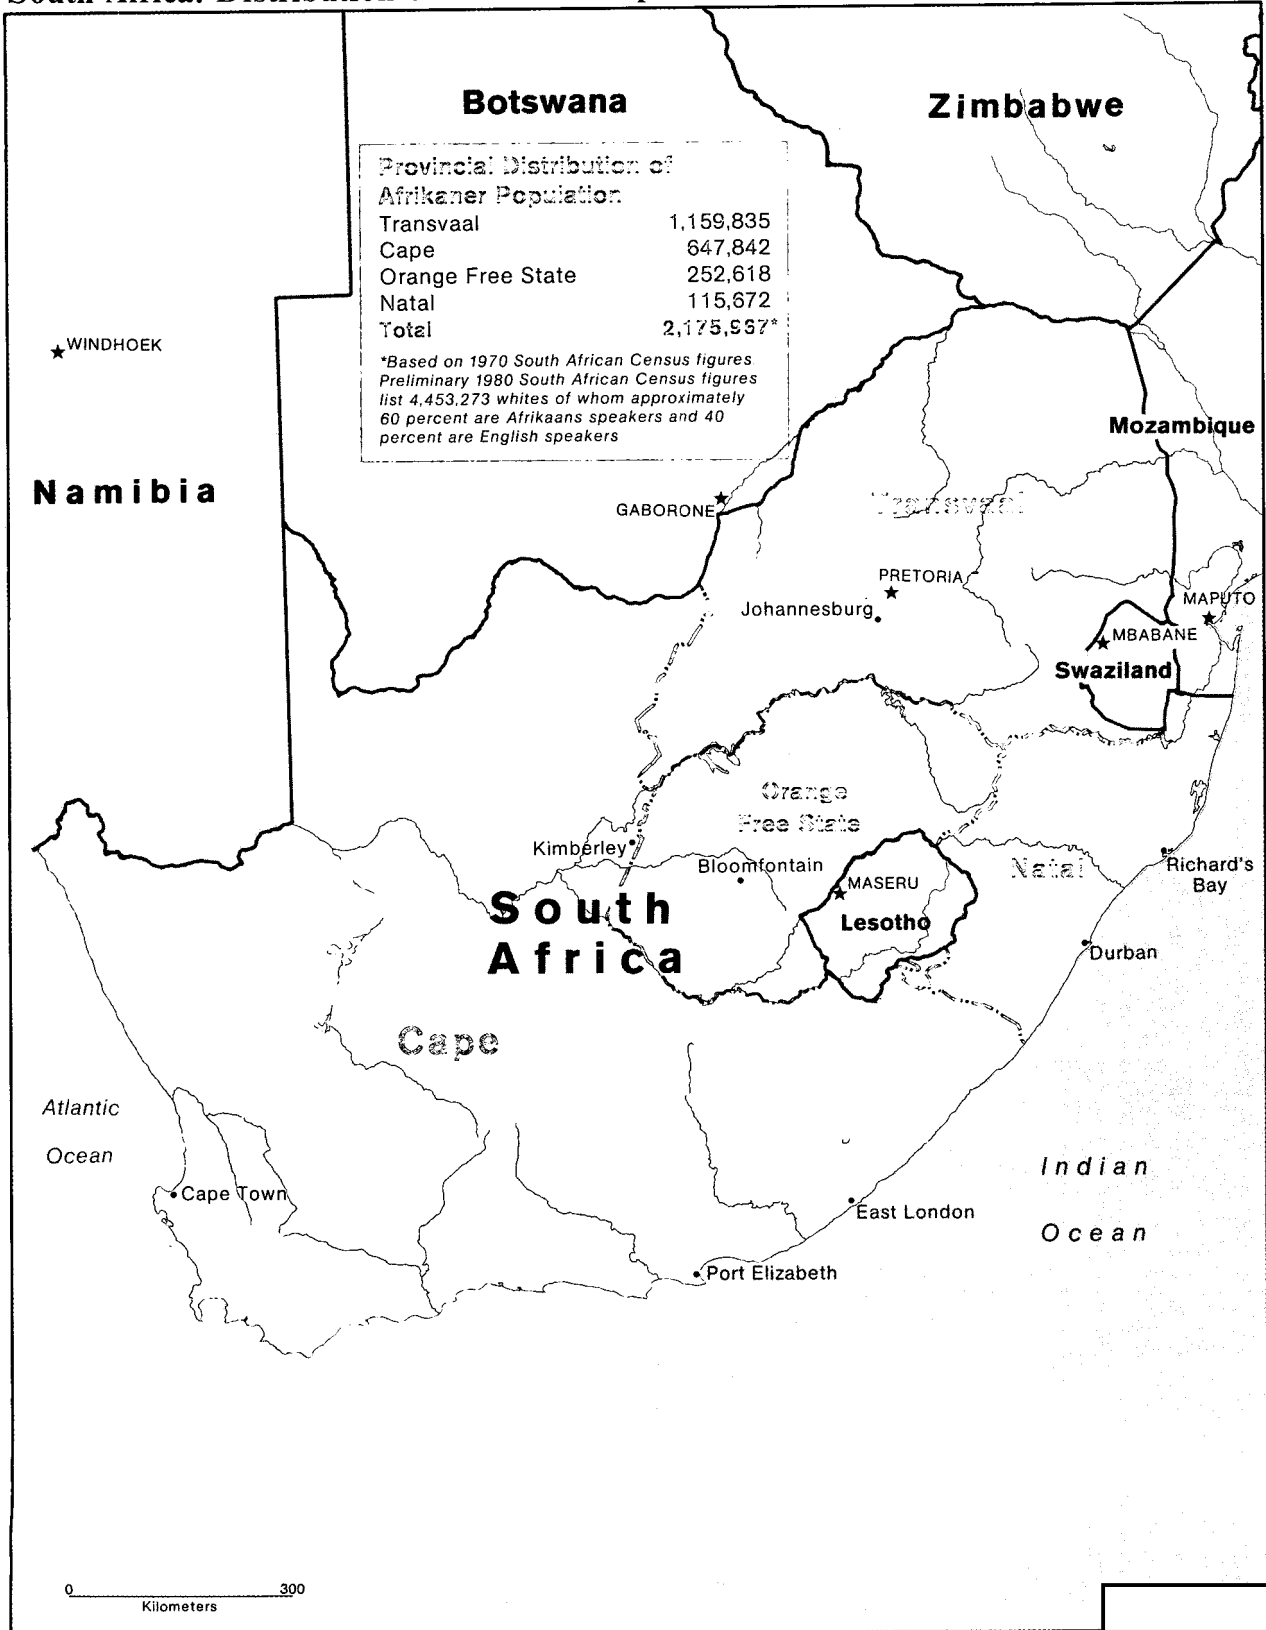 South Africa: Distribution
Botswana
Zimbabwe
Provincial Distribution of
Afrikaner Population
Transvaal 1,159,835
Cape 647,842
Orange Free State 252,618
Natal 115,672
Total 2,175,967*
*Based on 1970 South African Census figures
Preliminary 1980 South African Census figures
list 4,453,273 whites of whom approximately
60 percent are Afrikaans speakers and 40
percent are English speakers
WINDHOEK
Mozambique
Namibia
GABORONE
Transvaal
PRETORIA
MAPUTO
Johannesburg
MBABANE
Swaziland
Orange
Free State
Kimberley
Bloomfontain
Natal
Richard's
Bay
MASERU
South
Africa
Lesotho
Durban
Cape
Atlantic
Ocean
Indian
Ocean
Cape Town
East London
Port Elizabeth
0 300
Kilometers